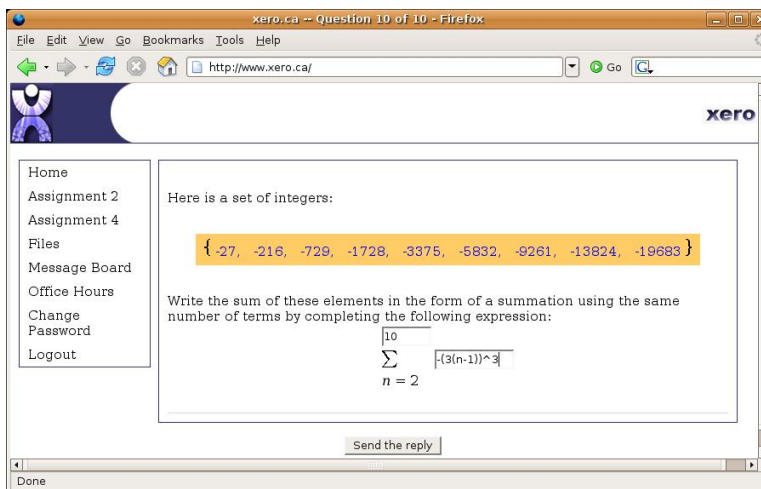 xero.ca -- Question 10 of 10 - Firefox
File Edit View Go Bookmarks Tools Help
http://www.xero.ca/ Go G
xero
Home
Assignment 2
Assignment 4
Files
Message Board
Office Hours
Change
Password
Logout
Here is a set of integers:
{ -27, -216, -729, -1728, -3375, -5832, -9261, -13824, -19683 }
Write the sum of these elements in the form of a summation using the same
number of terms by completing the following expression:
10
∑ -(3(n-1))^3
n = 2
Send the reply
Done